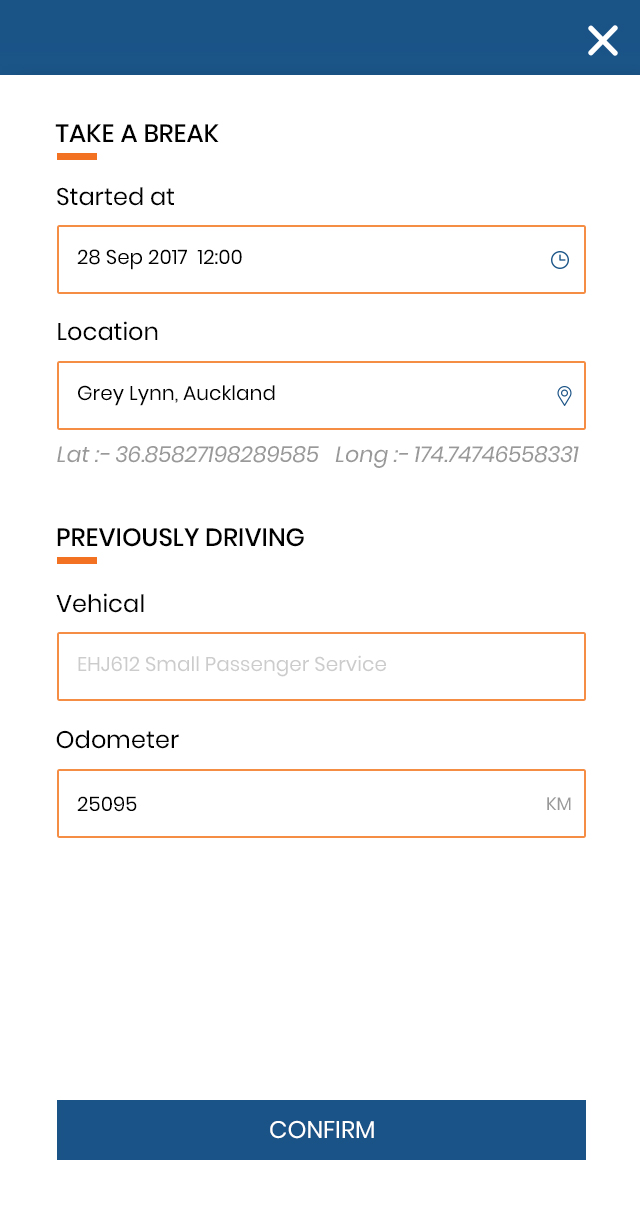 TAKE A BREAK
Started at
28 Sep 2017  12:00
Location
Grey Lynn, Auckland
Lat :- 36.85827198289585   Long :- 174.74746558331
PREVIOUSLY DRIVING
Vehical
EHJ612 Small Passenger Service
Odometer
25095 KM
CONFIRM